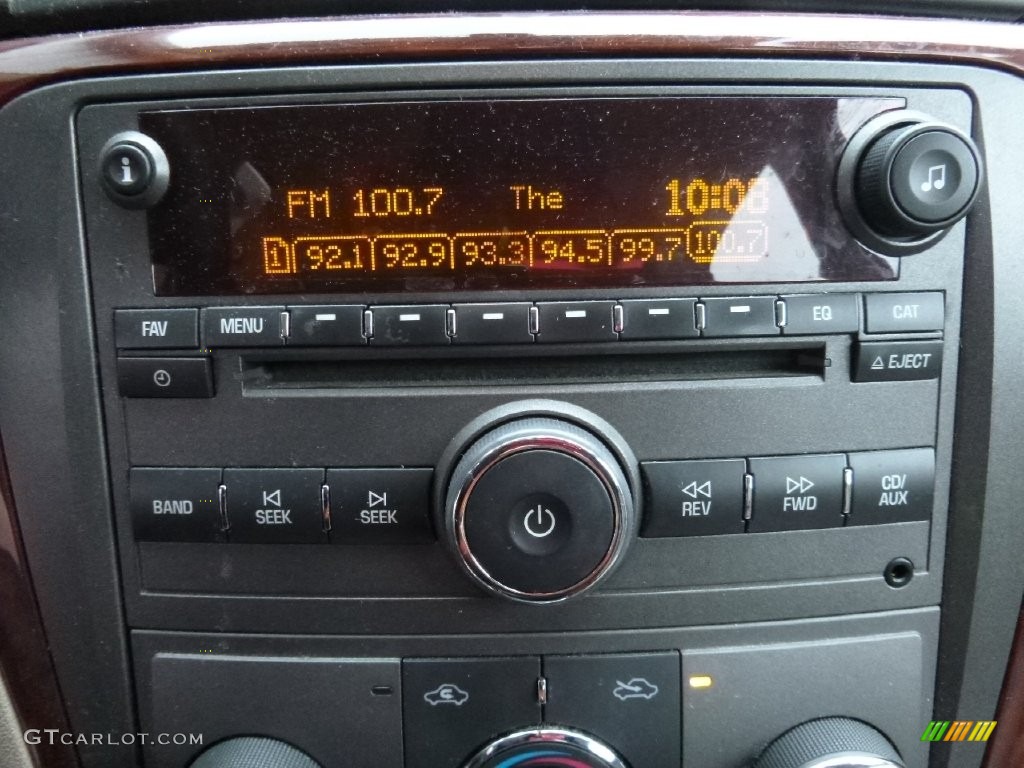 i
FM 100.7 The 10:08
1 92.1 92.9 93.3 94.5 99.7 100.7
FAV MENU EQ CAT
EJECT
BAND SEEK SEEK REV FWD CD/
AUX
GTCARLOT.COM